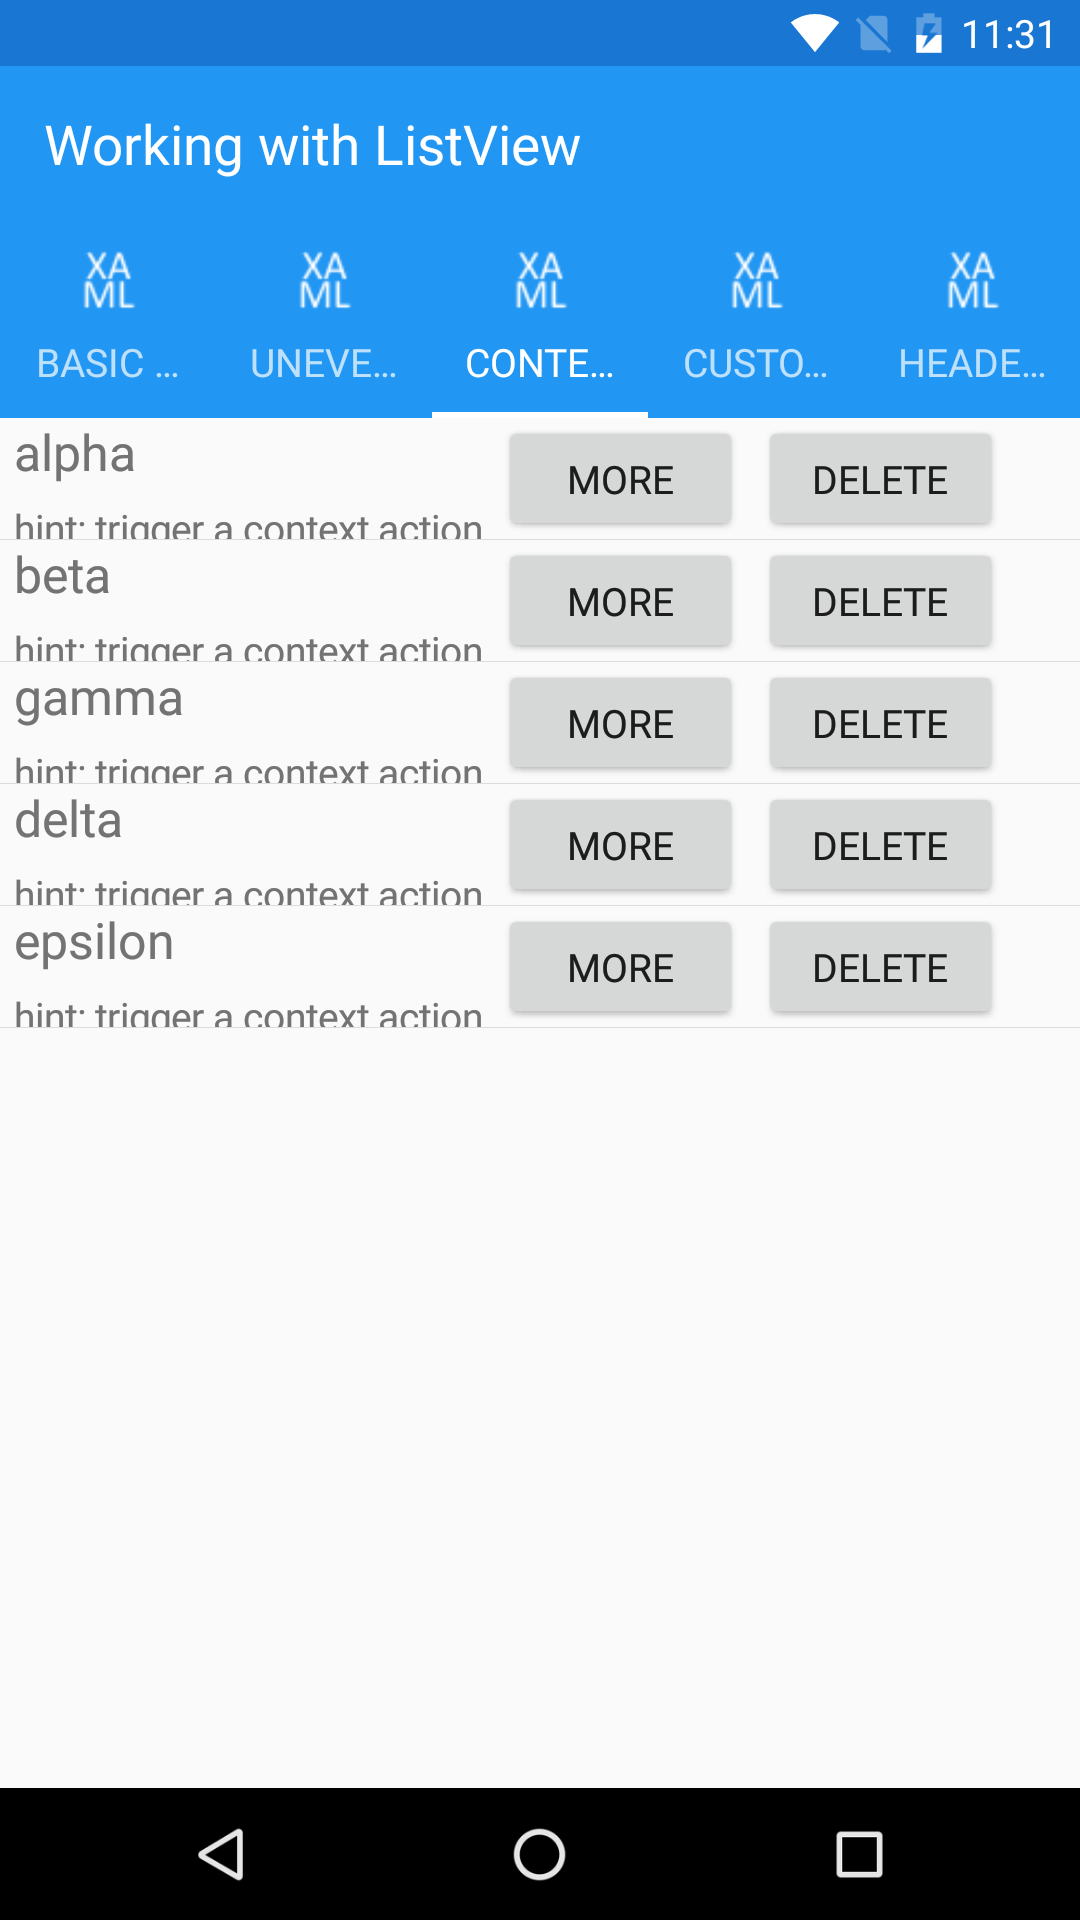 11:31
Working with ListView
XA XA XA XA XA
ML ML ML ML ML
BASIC ... UNEVE... CONTE... CUSTO... HEADE...
alpha MORE DELETE
hint: trigger a context action
beta MORE DELETE
hint: trigger a context action
gamma MORE DELETE
hint: trigger a context action
delta MORE DELETE
hint: trigger a context action
epsilon MORE DELETE
hint: trigger a context action